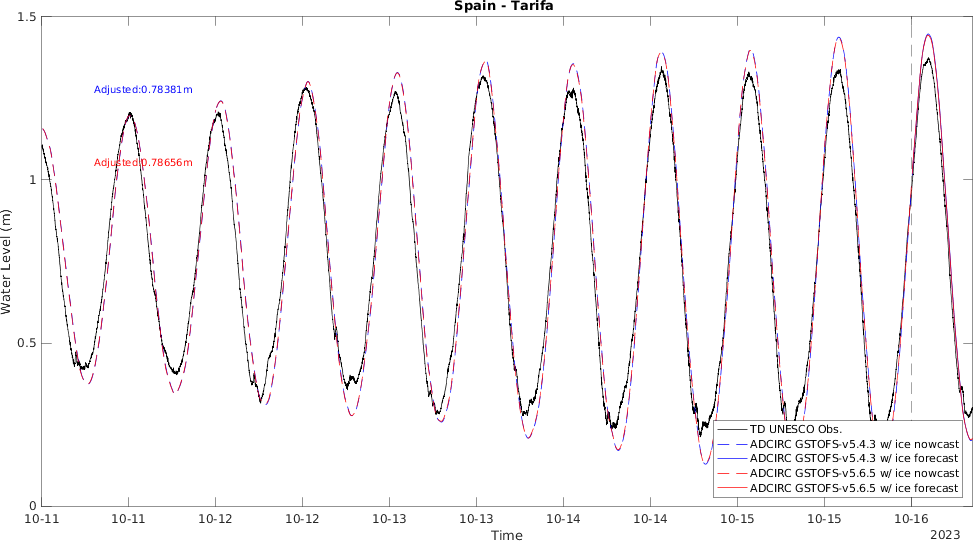 Spain - Tarifa
1.5
Adjusted:0.78381m
Adjusted:0.78656m
1
Water Level (m)
0.5
0
TD UNESCO Obs.
ADCIRC GSTOFS-v5.4.3 w/ ice nowcast
ADCIRC GSTOFS-v5.4.3 w/ ice forecast
ADCIRC GSTOFS-v5.6.5 w/ ice nowcast
ADCIRC GSTOFS-v5.6.5 w/ ice forecast
10-11 10-11 10-12 10-12 10-13 10-13 10-14 10-14 10-15 10-15 10-16
Time
2023